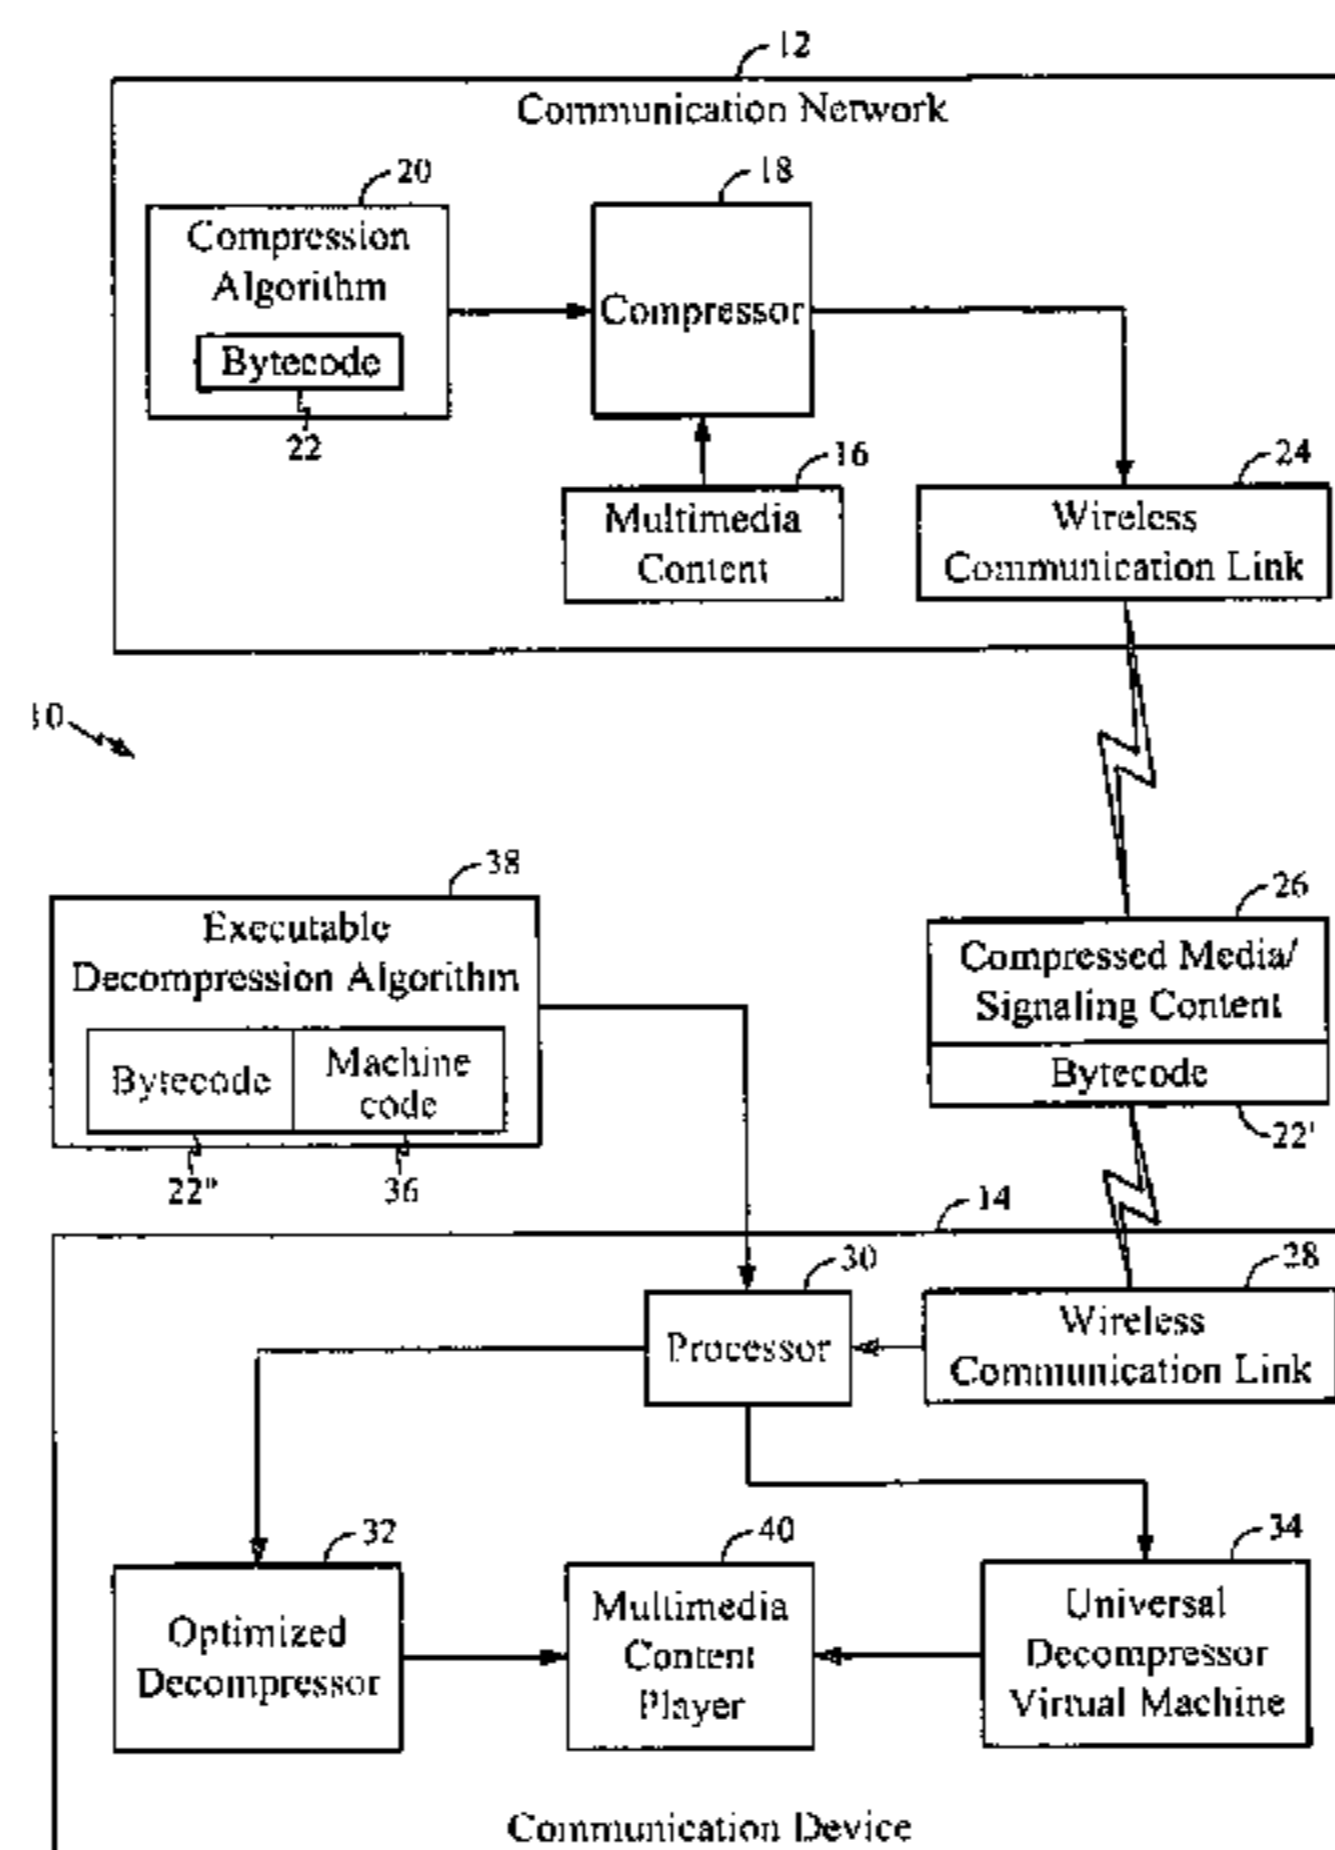 12
Communication Network
20
18
Compression
Algorithm
Compressor
Bytecode
22
16
24
Multimedia
Content
Wireless
Communication Link
10
38
26
Executable
Decompression Algorithm
Compressed Media/
Signaling Content
Bytecode
Machine
code
Bytecode
22"
36
22'
14
30
28
Processor
Wireless
Communication Link
32
40
34
Optimized
Decompressor
Multimedia
Content
Player
Universal
Decompressor
Virtual Machine
Communication Device